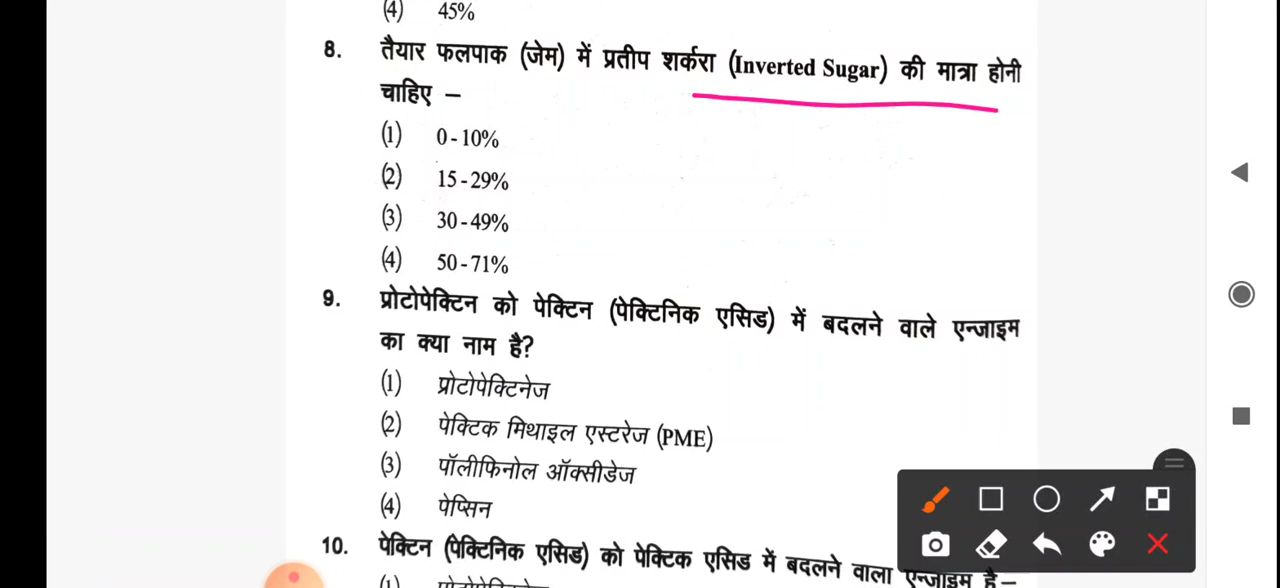 (4) 45%
8. तैयार फलपाक (जेम) में प्रतीप शर्करा (Inverted Sugar) की मात्रा होनी
चाहिए –
(1) 0-10%
(2) 15-29%
(3) 30-49%
(4) 50-71%
9. प्रोटोपेक्टिन को पेक्टिन (पेक्टिनिक एसिड) में बदलने वाले एन्जाइम
का क्या नाम है?
(1) प्रोटोपेक्टिनेज
(2) पेक्टिक मिथाइल एस्टरेज (PME)
(3) पॉलीफिनोल ऑक्सीडेज
(4) पेप्सिन
10. पेक्टिन (पेक्टिनिक एसिड) को पेक्टिक एसिड में बदलने वाला एन्जाइम है–
(1)